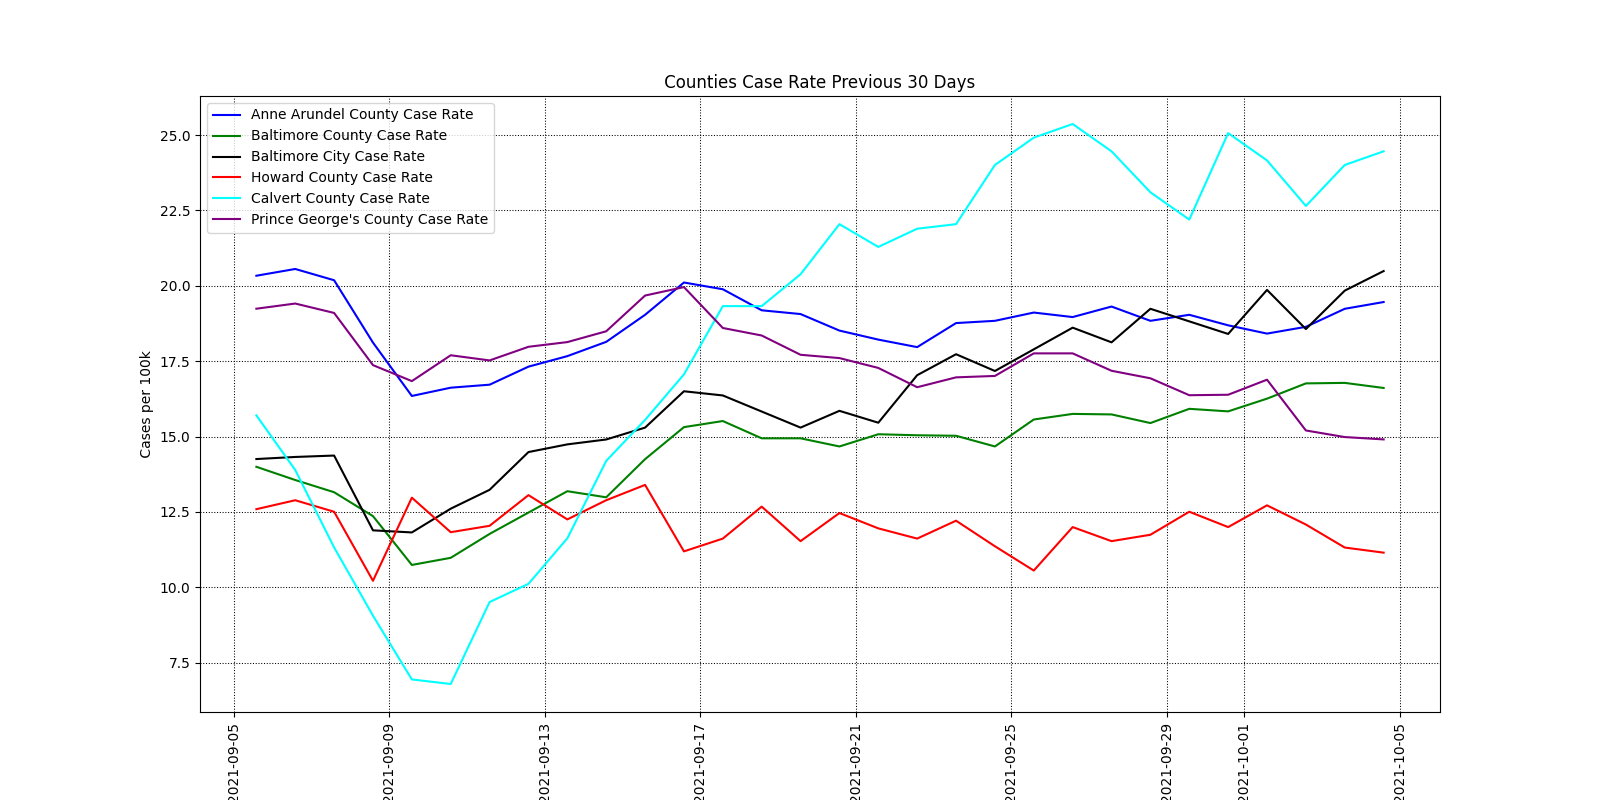 Counties Case Rate Previous 30 Days
Anne Arundel County Case Rate
Baltimore County Case Rate
Baltimore City Case Rate
Howard County Case Rate
Calvert County Case Rate
Prince George's County Case Rate
Cases per 100k
25.0
22.5
20.0
17.5
15.0
12.5
10.0
7.5
2021-09-05
2021-09-09
2021-09-13
2021-09-17
2021-09-21
2021-09-25
2021-09-29
2021-10-01
2021-10-05